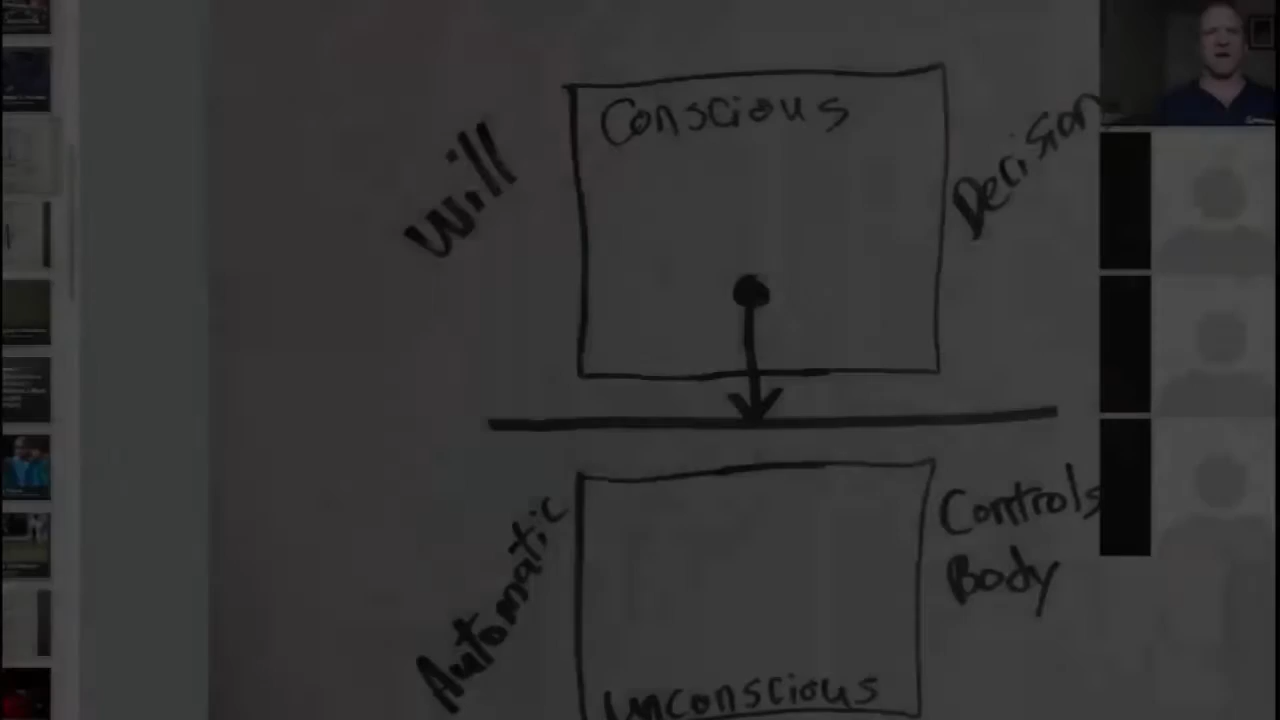 Conscious
Will
Decision
Automatic
Controls
Body
Unconscious